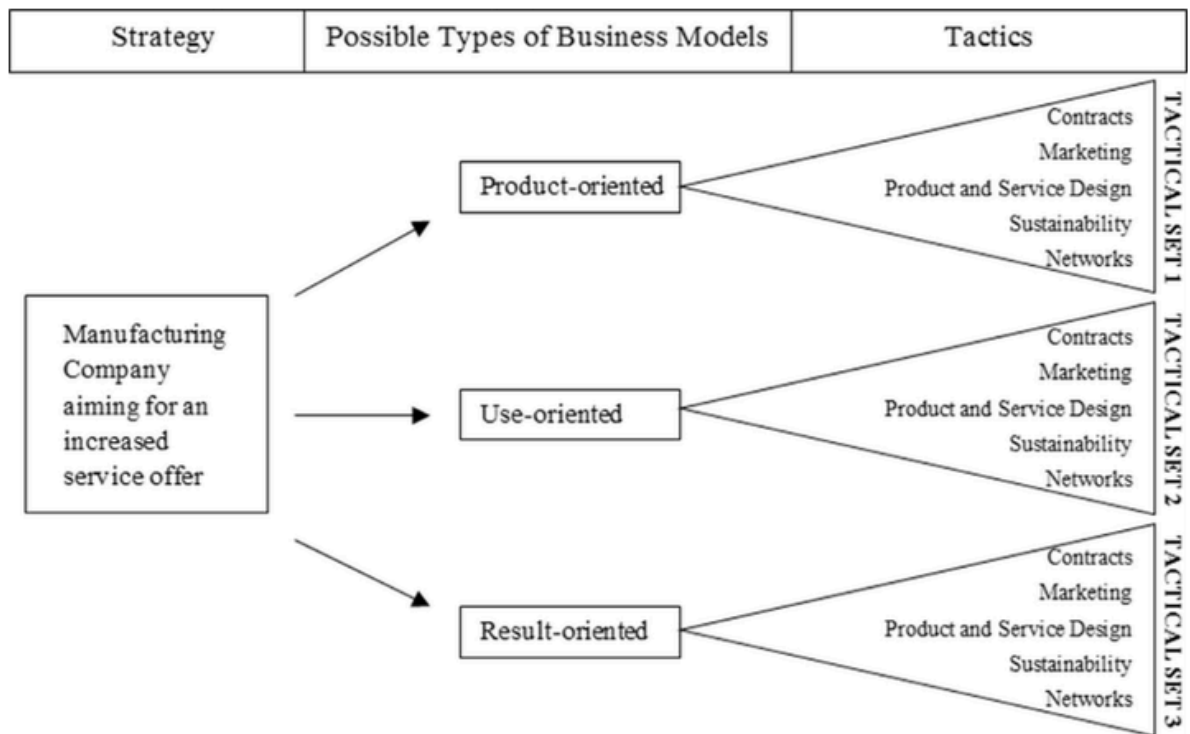 Strategy
Possible Types of Business Models
Tactics
Manufacturing
Company
aiming for an
increased
service offer
Product-oriented
Contracts
Marketing
Product and Service Design
Sustainability
Networks
TACTICAL SET 1
Use-oriented
Contracts
Marketing
Product and Service Design
Sustainability
Networks
TACTICAL SET 2
Result-oriented
Contracts
Marketing
Product and Service Design
Sustainability
Networks
TACTICAL SET 3